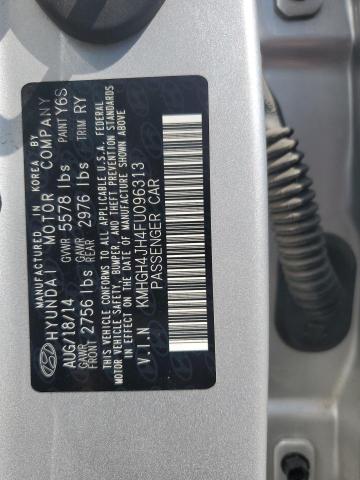 MANUFACTURED IN KOREA BY
HYUNDAI MOTOR COMPANY
AUG/18/14 GVWR 5578 lbs PAINT Y6S
GAWR FRONT 2756 lbs GAWR REAR 2976 lbs TRIM RY
THIS VEHICLE CONFORMS TO ALL APPLICABLE U.S.A. FEDERAL
MOTOR VEHICLE SAFETY, BUMPER, AND THEFT PREVENTION STANDARDS
IN EFFECT ON THE DATE OF MANUFACTURE SHOWN ABOVE
V.I.N KMHGH4JH4FU096313
PASSENGER CAR